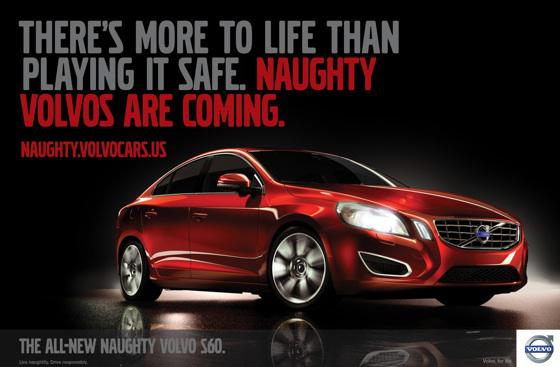 THERE'S MORE TO LIFE THAN
PLAYING IT SAFE. NAUGHTY
VOLVOS ARE COMING.
NAUGHTY.VOLVOCARS.US
THE ALL-NEW NAUGHTY VOLVO S60.
Live naughtily. Drive responsibly.
Volvo. for life
VOLVO